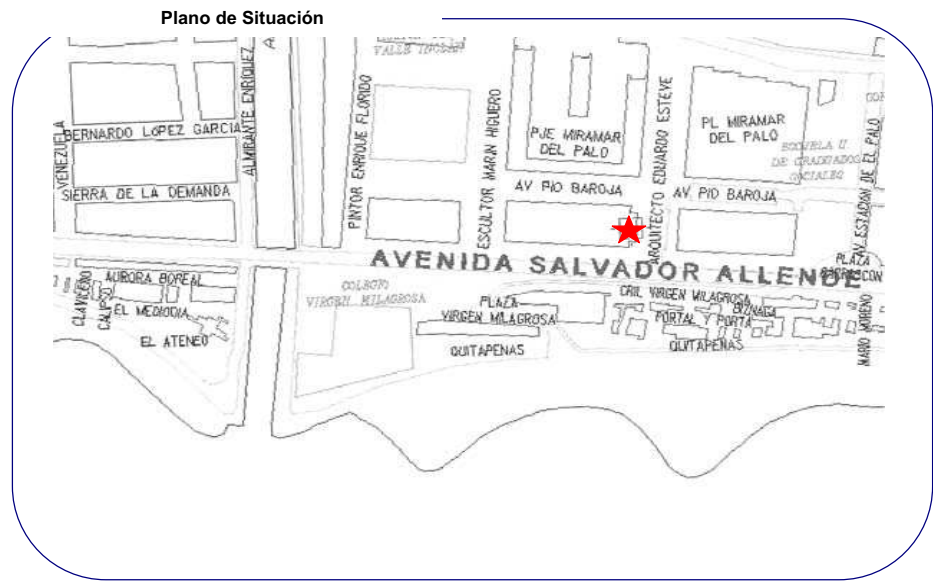 Plano de Situación
VALLE INCLAN
ALMIRANTE ENRIQUEZ
PINTOR ENRIQUE FLORIDO
ESCULTOR MARIN HIGUERO
ARQUITECTO EDUARDO ESTEVE
VENEZUELA
BERNARDO LOPEZ GARCIA
SIERRA DE LA DEMANDA
PJE MIRAMAR
DEL PALO
PL MIRAMAR
DEL PALO
ESCUELA U
DE GRADUADOS
SOCIALES
AV PIO BAROJA
AV. PIO BAROJA
AV. ESTACION DE EL PALO
AVENIDA SALVADOR ALLENDE
PLAZA
CLAVECINO
CALIPSO
AURORA BOREAL
EL MEDIODIA
EL ATENEO
COLEGIO
VIRGEN MILAGROSA
PLAZA
VIRGEN MILAGROSA
QUITAPENAS
CRIL VIRGEN MILAGROSA
BIZNAGA
PORTAL Y PORTA
QUITAPENAS
MARIO MORENO